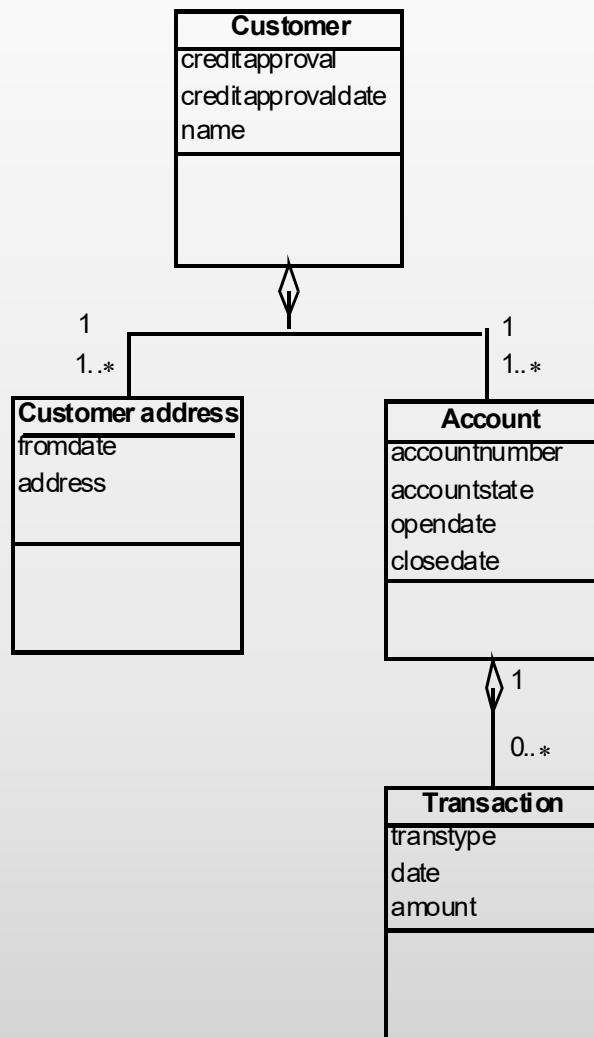 Customer
creditapproval
creditapprovaldate
name
1
1..*
1
1..*
Customer address
fromdate
address
Account
accountnumber
accountstate
opendate
closedate
1
0..*
Transaction
transtype
date
amount